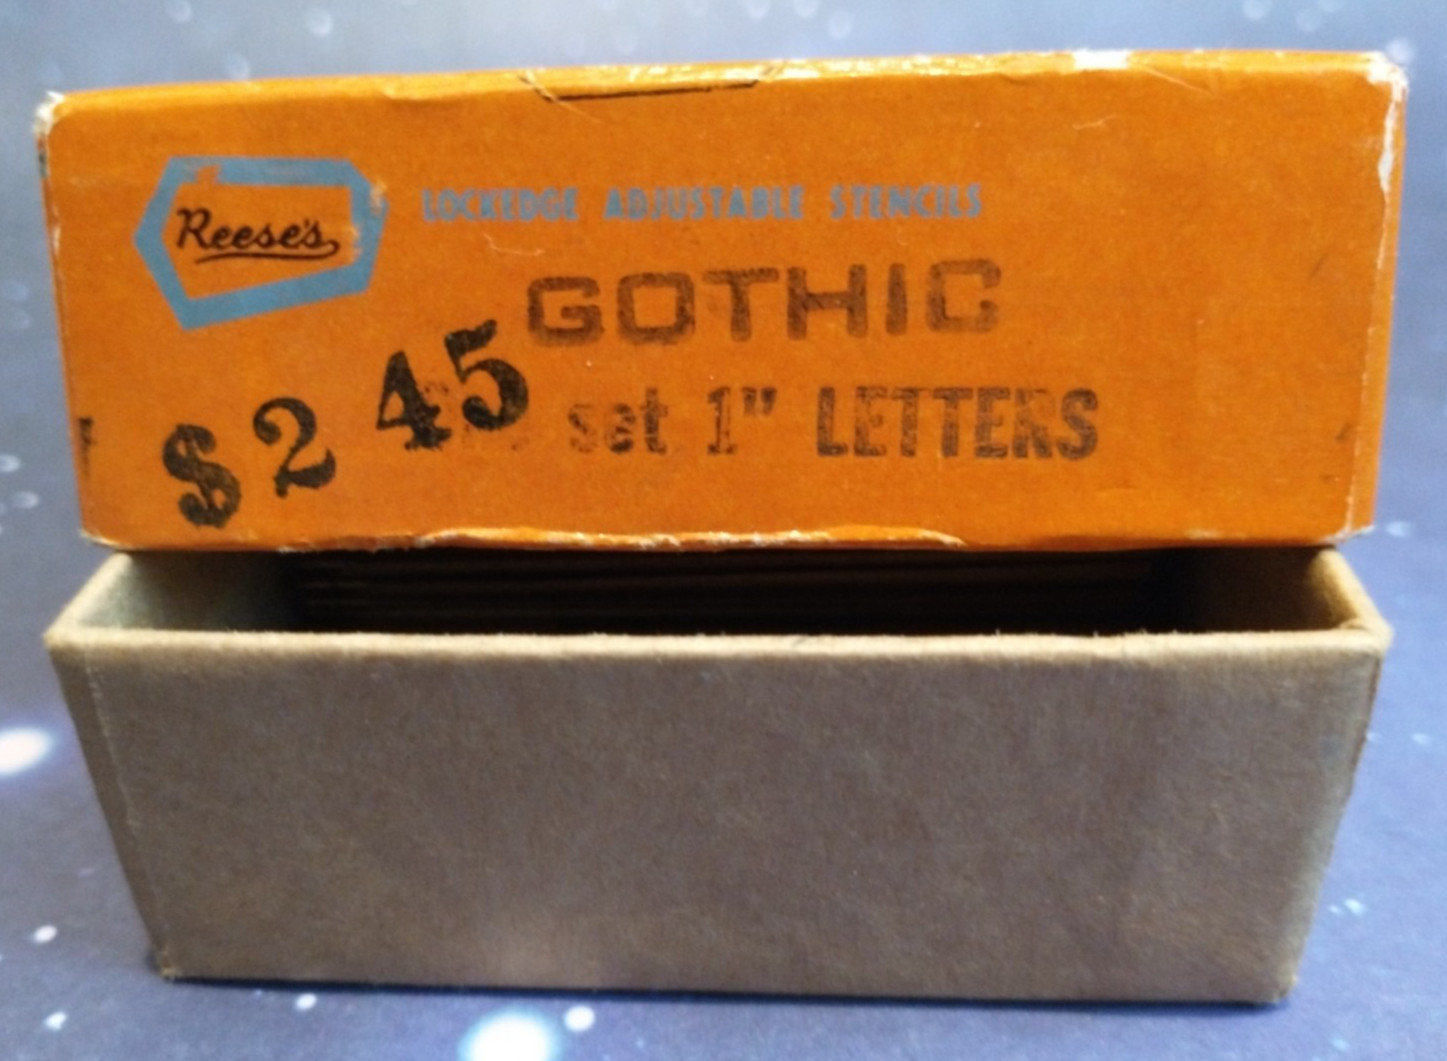 Reese's
LOCKEDGE ADJUSTABLE STENCILS
GOTHIC
$2 45
set 1" LETTERS